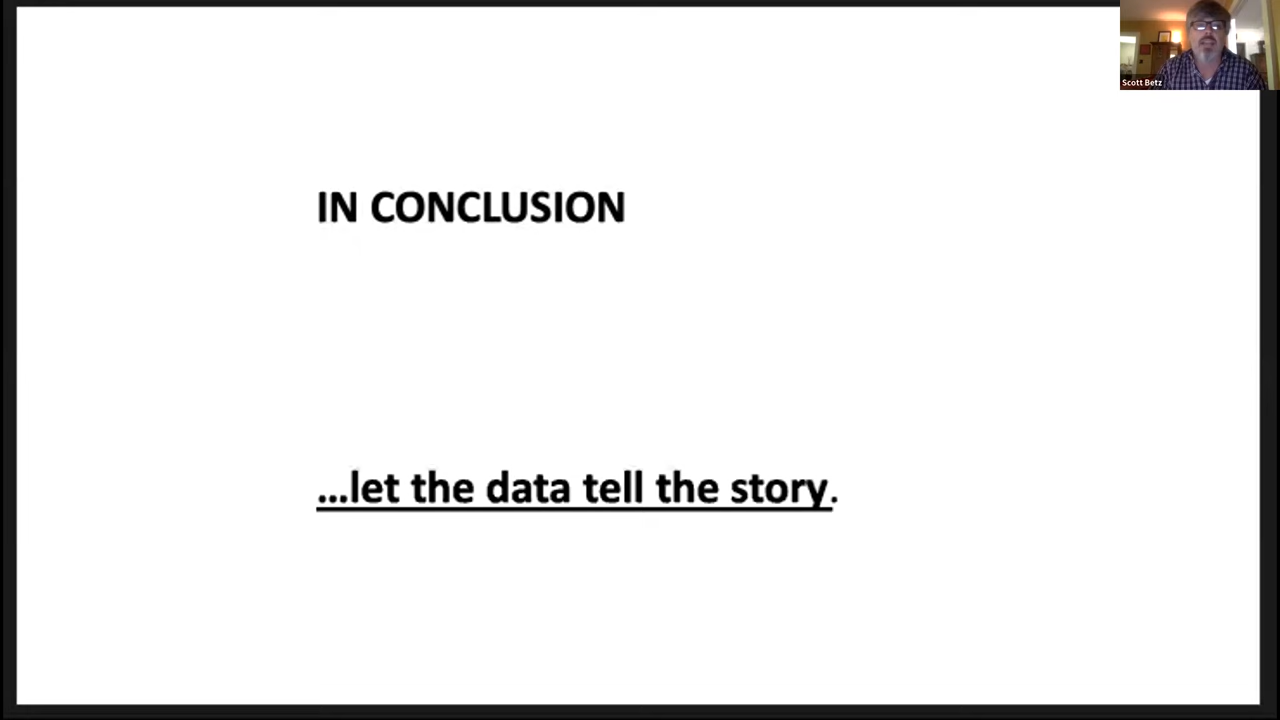 Scott Betz
IN CONCLUSION
...let the data tell the story.